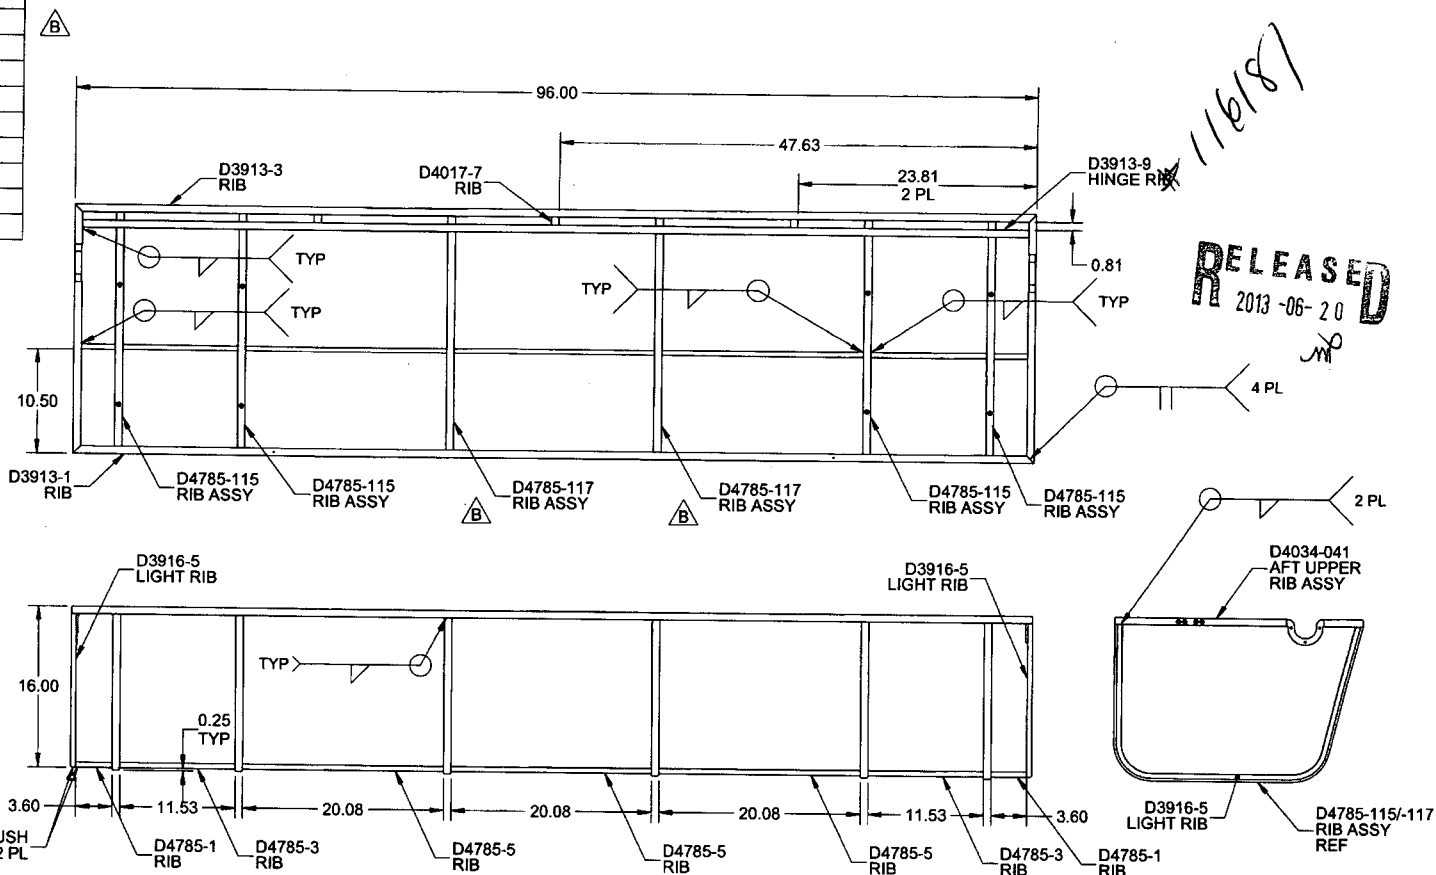 B
116181
96.00
47.63
23.81
2 PL
D3913-3
RIB
D4017-7
RIB
D3913-9
HINGE RIB
0.81
RELEASED
2013-06-20
TYP
TYP
TYP
TYP
4 PL
10.50
D3913-1
RIB
D4785-115
RIB ASSY
D4785-115
RIB ASSY
D4785-117
RIB ASSY
B
D4785-117
RIB ASSY
B
D4785-115
RIB ASSY
D4785-115
RIB ASSY
2 PL
D3916-5
LIGHT RIB
D3916-5
LIGHT RIB
D4034-041
AFT UPPER
RIB ASSY
TYP
16.00
0.25
TYP
3.60
11.53
20.08
20.08
20.08
11.53
3.60
USH
2 PL
D4785-1
RIB
D4785-3
RIB
D4785-5
RIB
D4785-5
RIB
D4785-5
RIB
D4785-3
RIB
D4785-1
RIB
D3916-5
LIGHT RIB
D4785-115/-117
RIB ASSY
REF